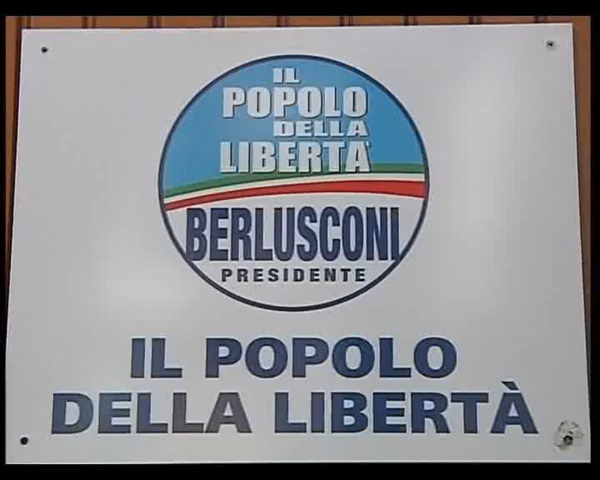 IL
POPOLO
DELLA
LIBERTÀ
BERLUSCONI
PRESIDENTE
IL POPOLO
DELLA LIBERTÀ